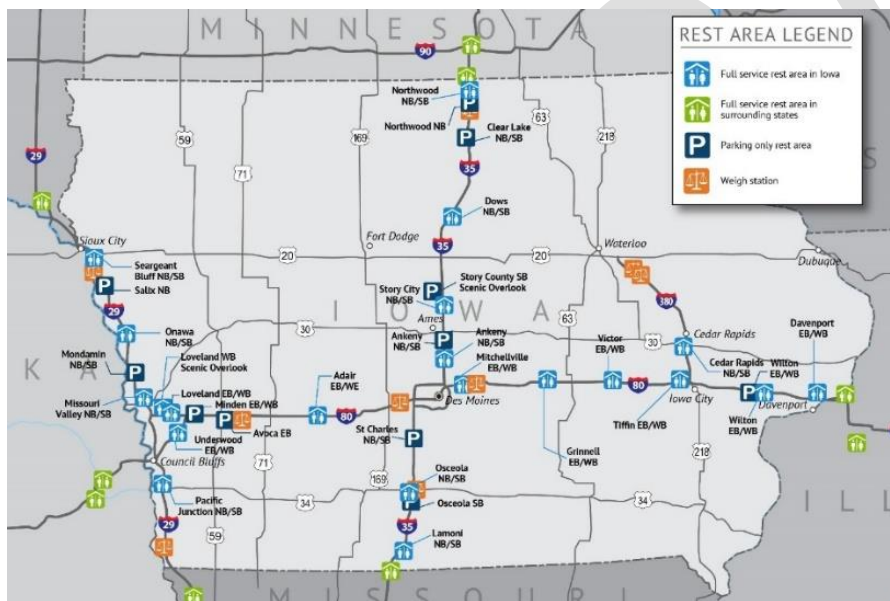 MINNESOTA
REST AREA LEGEND
Full service rest area in Iowa
Full service rest area in
surrounding states
P
Parking only rest area
Weigh station
90
Northwood
NB/SB
P
Northwood NB
P
Clear Lake
NB/SB
59
71
169
63
218
29
35
Dows
NB/SB
Fort Dodge
Waterloo
Sioux City
35
20
20
Dubuque
Seargeant
Bluff NB/SB
P
Salix NB
29
P
Story County SB
Scenic Overlook
Story City
NB/SB
380
IOWA
Onawa
NB/SB
30
Ames
63
30
Cedar Rapids
Davenport
EB/WB
Mondamin
NB/SB
P
Loveland WB
Scenic Overlook
Ankeny
NB/SB
P
Ankeny
NB/SB
Victor
EB/WB
Cedar Rapids
NB/SB
Adair
EB/WE
Mitchellville
EB/WB
Wilton
EB/WB
P
Missouri
Valley NB/SB
Loveland EB/WB
Minden EB/WB
P
P
Avoca EB
80
Des Moines
80
Iowa City
Tiffin EB/WB
Wilton
EB/WB
Davenport
Underwood
EB/WB
St Charles
NB/SB
P
Grinnell
EB/WB
Council Bluffs
71
169
218
Pacific
Junction NB/SB
34
Osceola
NB/SB
P
Osceola SB
34
63
29
59
35
Lamoni
NB/SB
KA
S
IL
MISSOURI